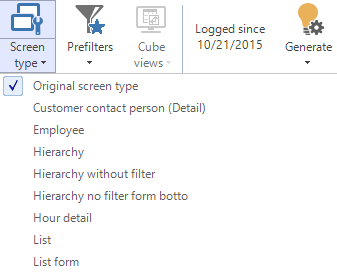 Screen type
Prefilters
Cube views
Logged since
10/21/2015
Generate
Original screen type
Customer contact person (Detail)
Employee
Hierarchy
Hierarchy without filter
Hierarchy no filter form botto
Hour detail
List
List form